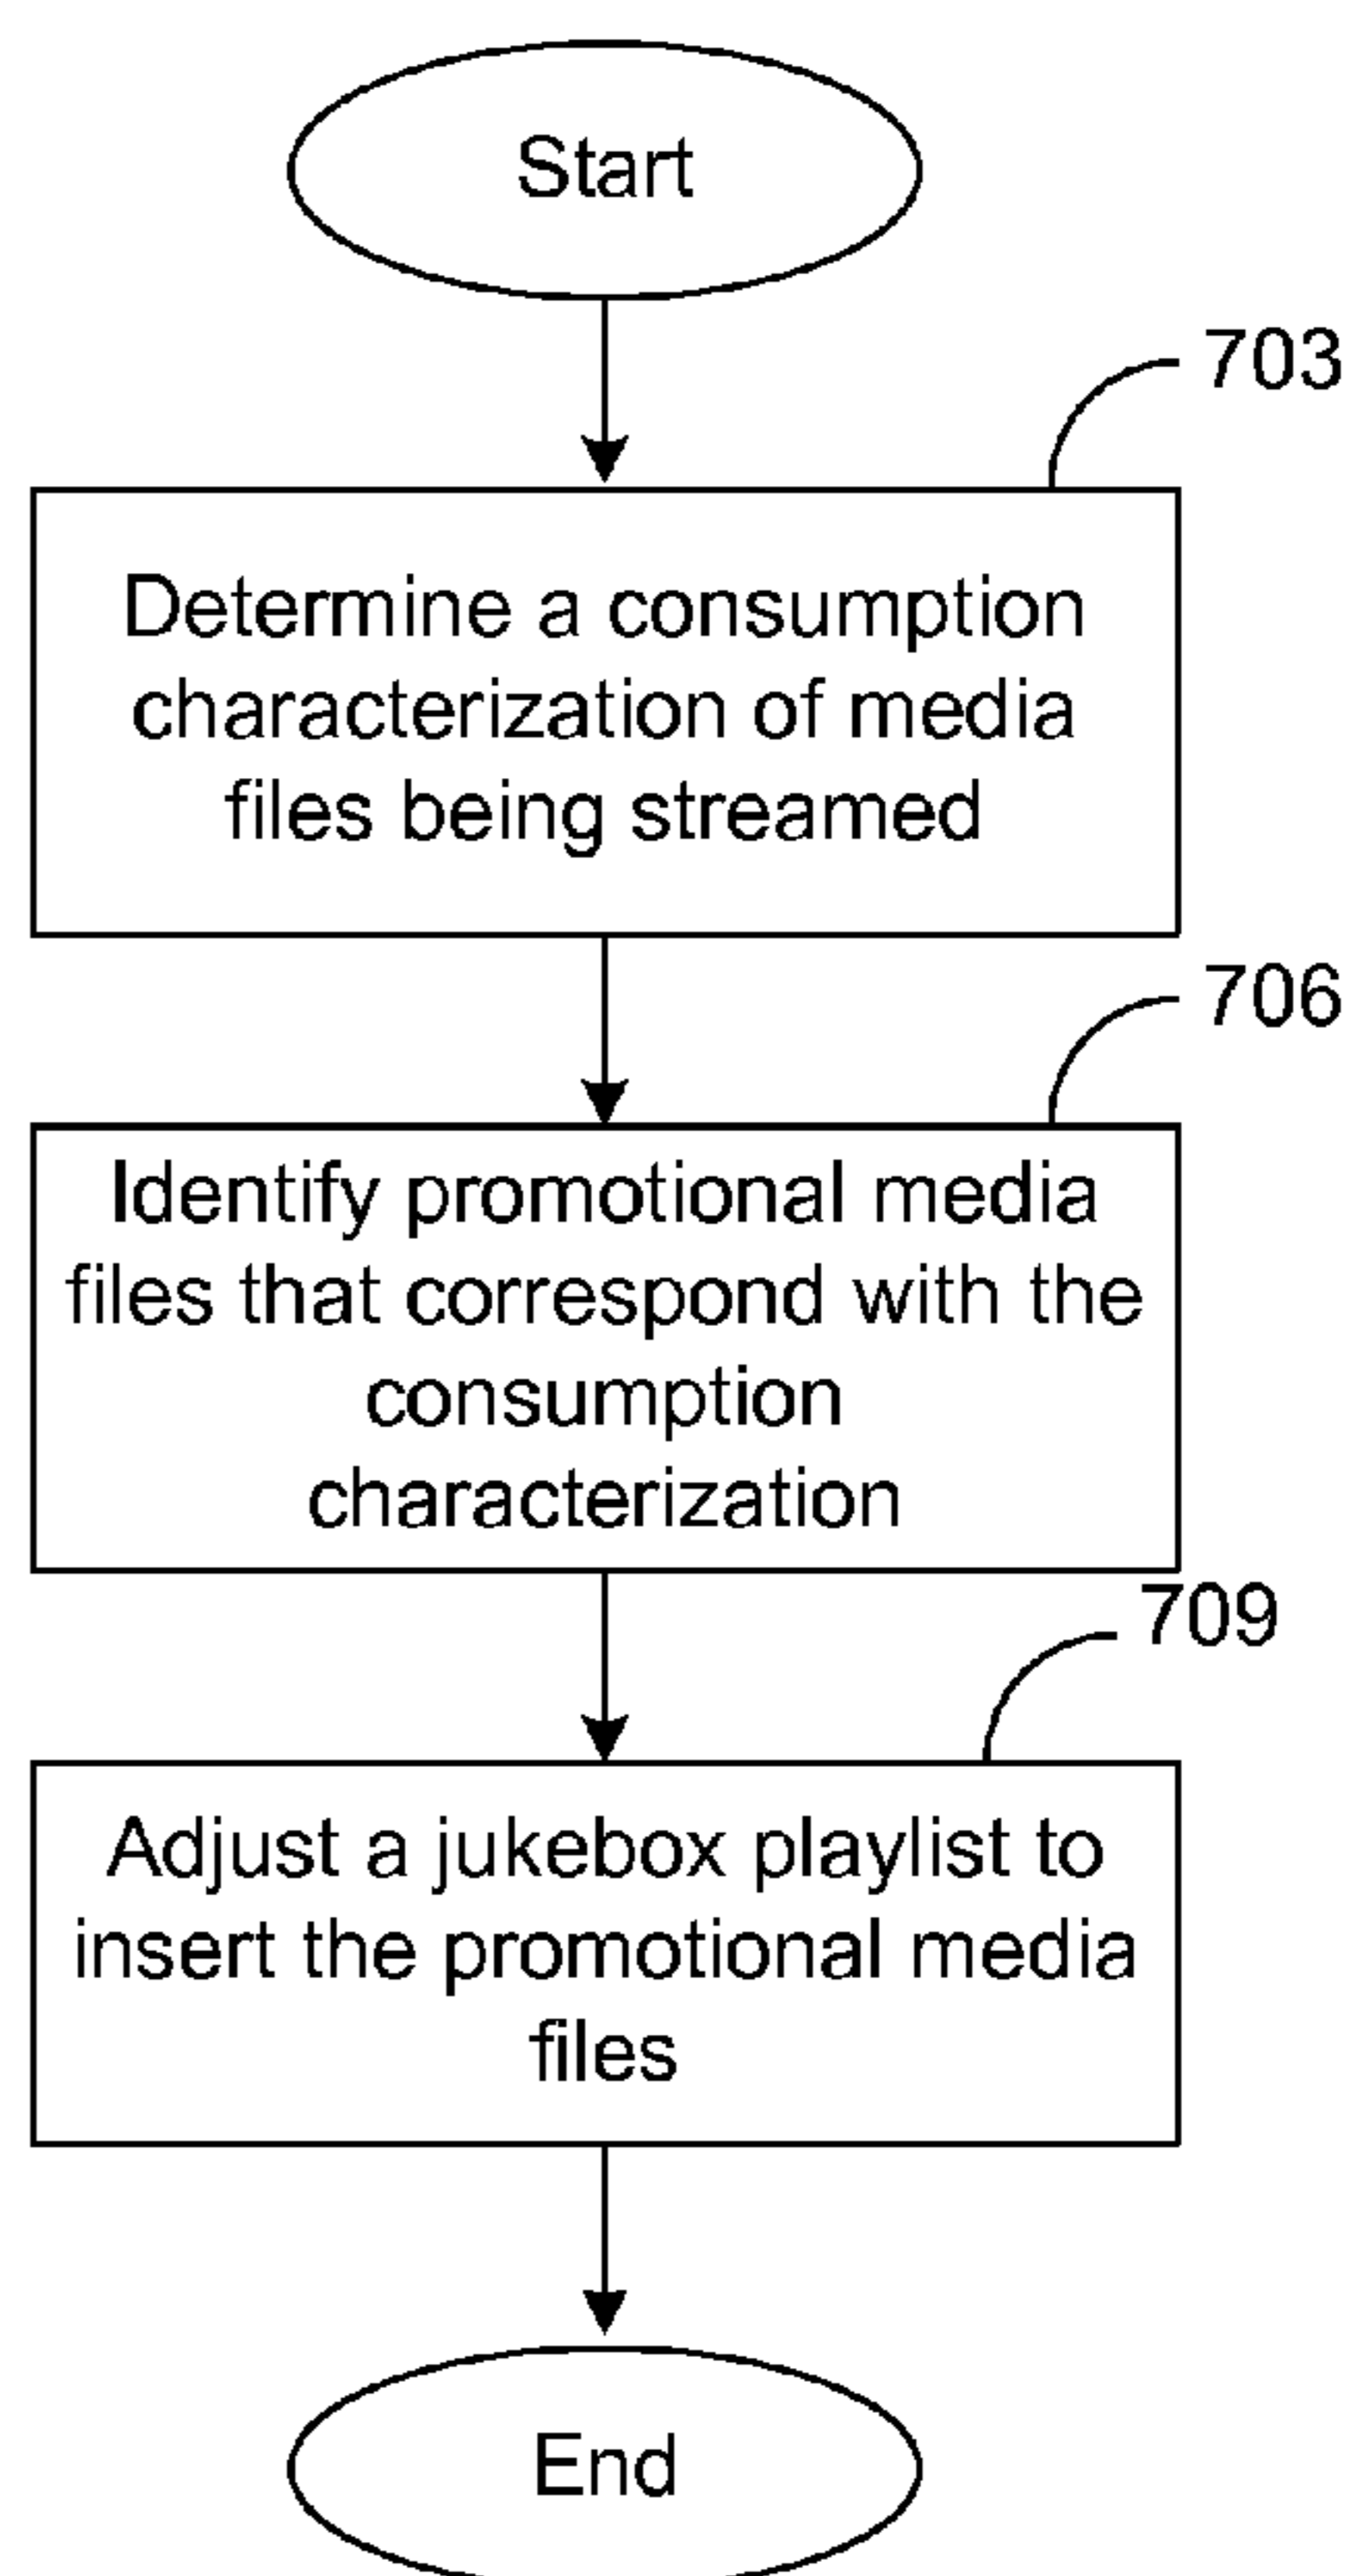 Start
703
Determine a consumption
characterization of media
files being streamed
706
Identify promotional media
files that correspond with the
consumption
characterization
709
Adjust a jukebox playlist to
insert the promotional media
files
End